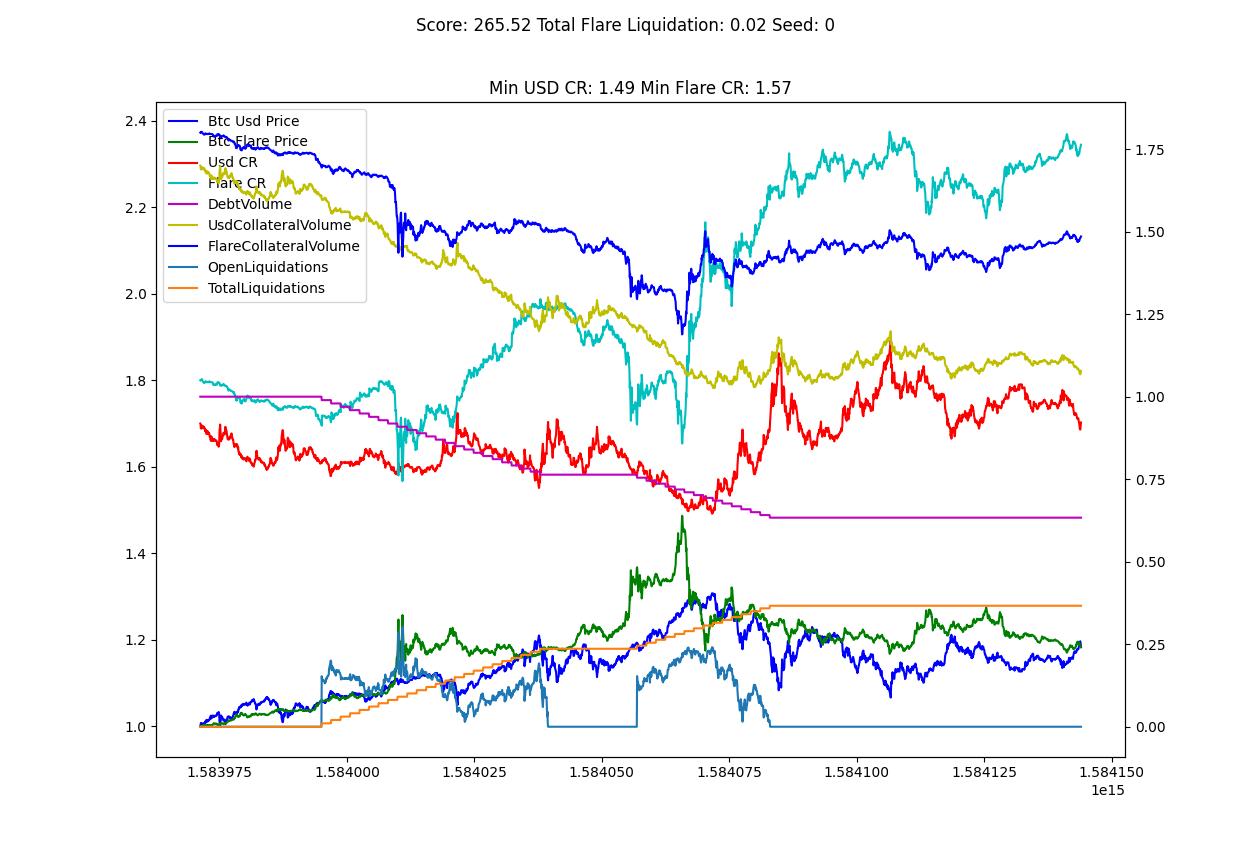 Score: 265.52 Total Flare Liquidation: 0.02 Seed: 0
Min USD CR: 1.49 Min Flare CR: 1.57
Btc Usd Price
Btc Flare Price
Usd CR
Flare CR
DebtVolume
UsdCollateralVolume
FlareCollateralVolume
OpenLiquidations
TotalLiquidations
2.4
2.2
2.0
1.8
1.6
1.4
1.2
1.0
1.75
1.50
1.25
1.00
0.75
0.50
0.25
0.00
1.583975 1.584000 1.584025 1.584050 1.584075 1.584100 1.584125 1.584150
1e15